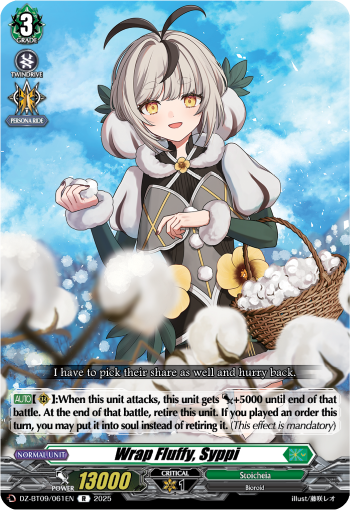 3
GRADE
TWINDRIVE
PERSONA RIDE
I have to pick their share as well and hurry back.
AUTO【】:When this unit attacks, this unit gets +5000 until end of that
battle. At the end of that battle, retire this unit. If you played an order this
turn, you may put it into soul instead of retiring it. (This effect is mandatory)
NORMAL UNIT
Wrap Fluffy, Syppi
POWER
13000
CRITICAL
1
Stoicheia
Bioroid
DZ-BT09/061EN R 2025
illust/藤咲レオ